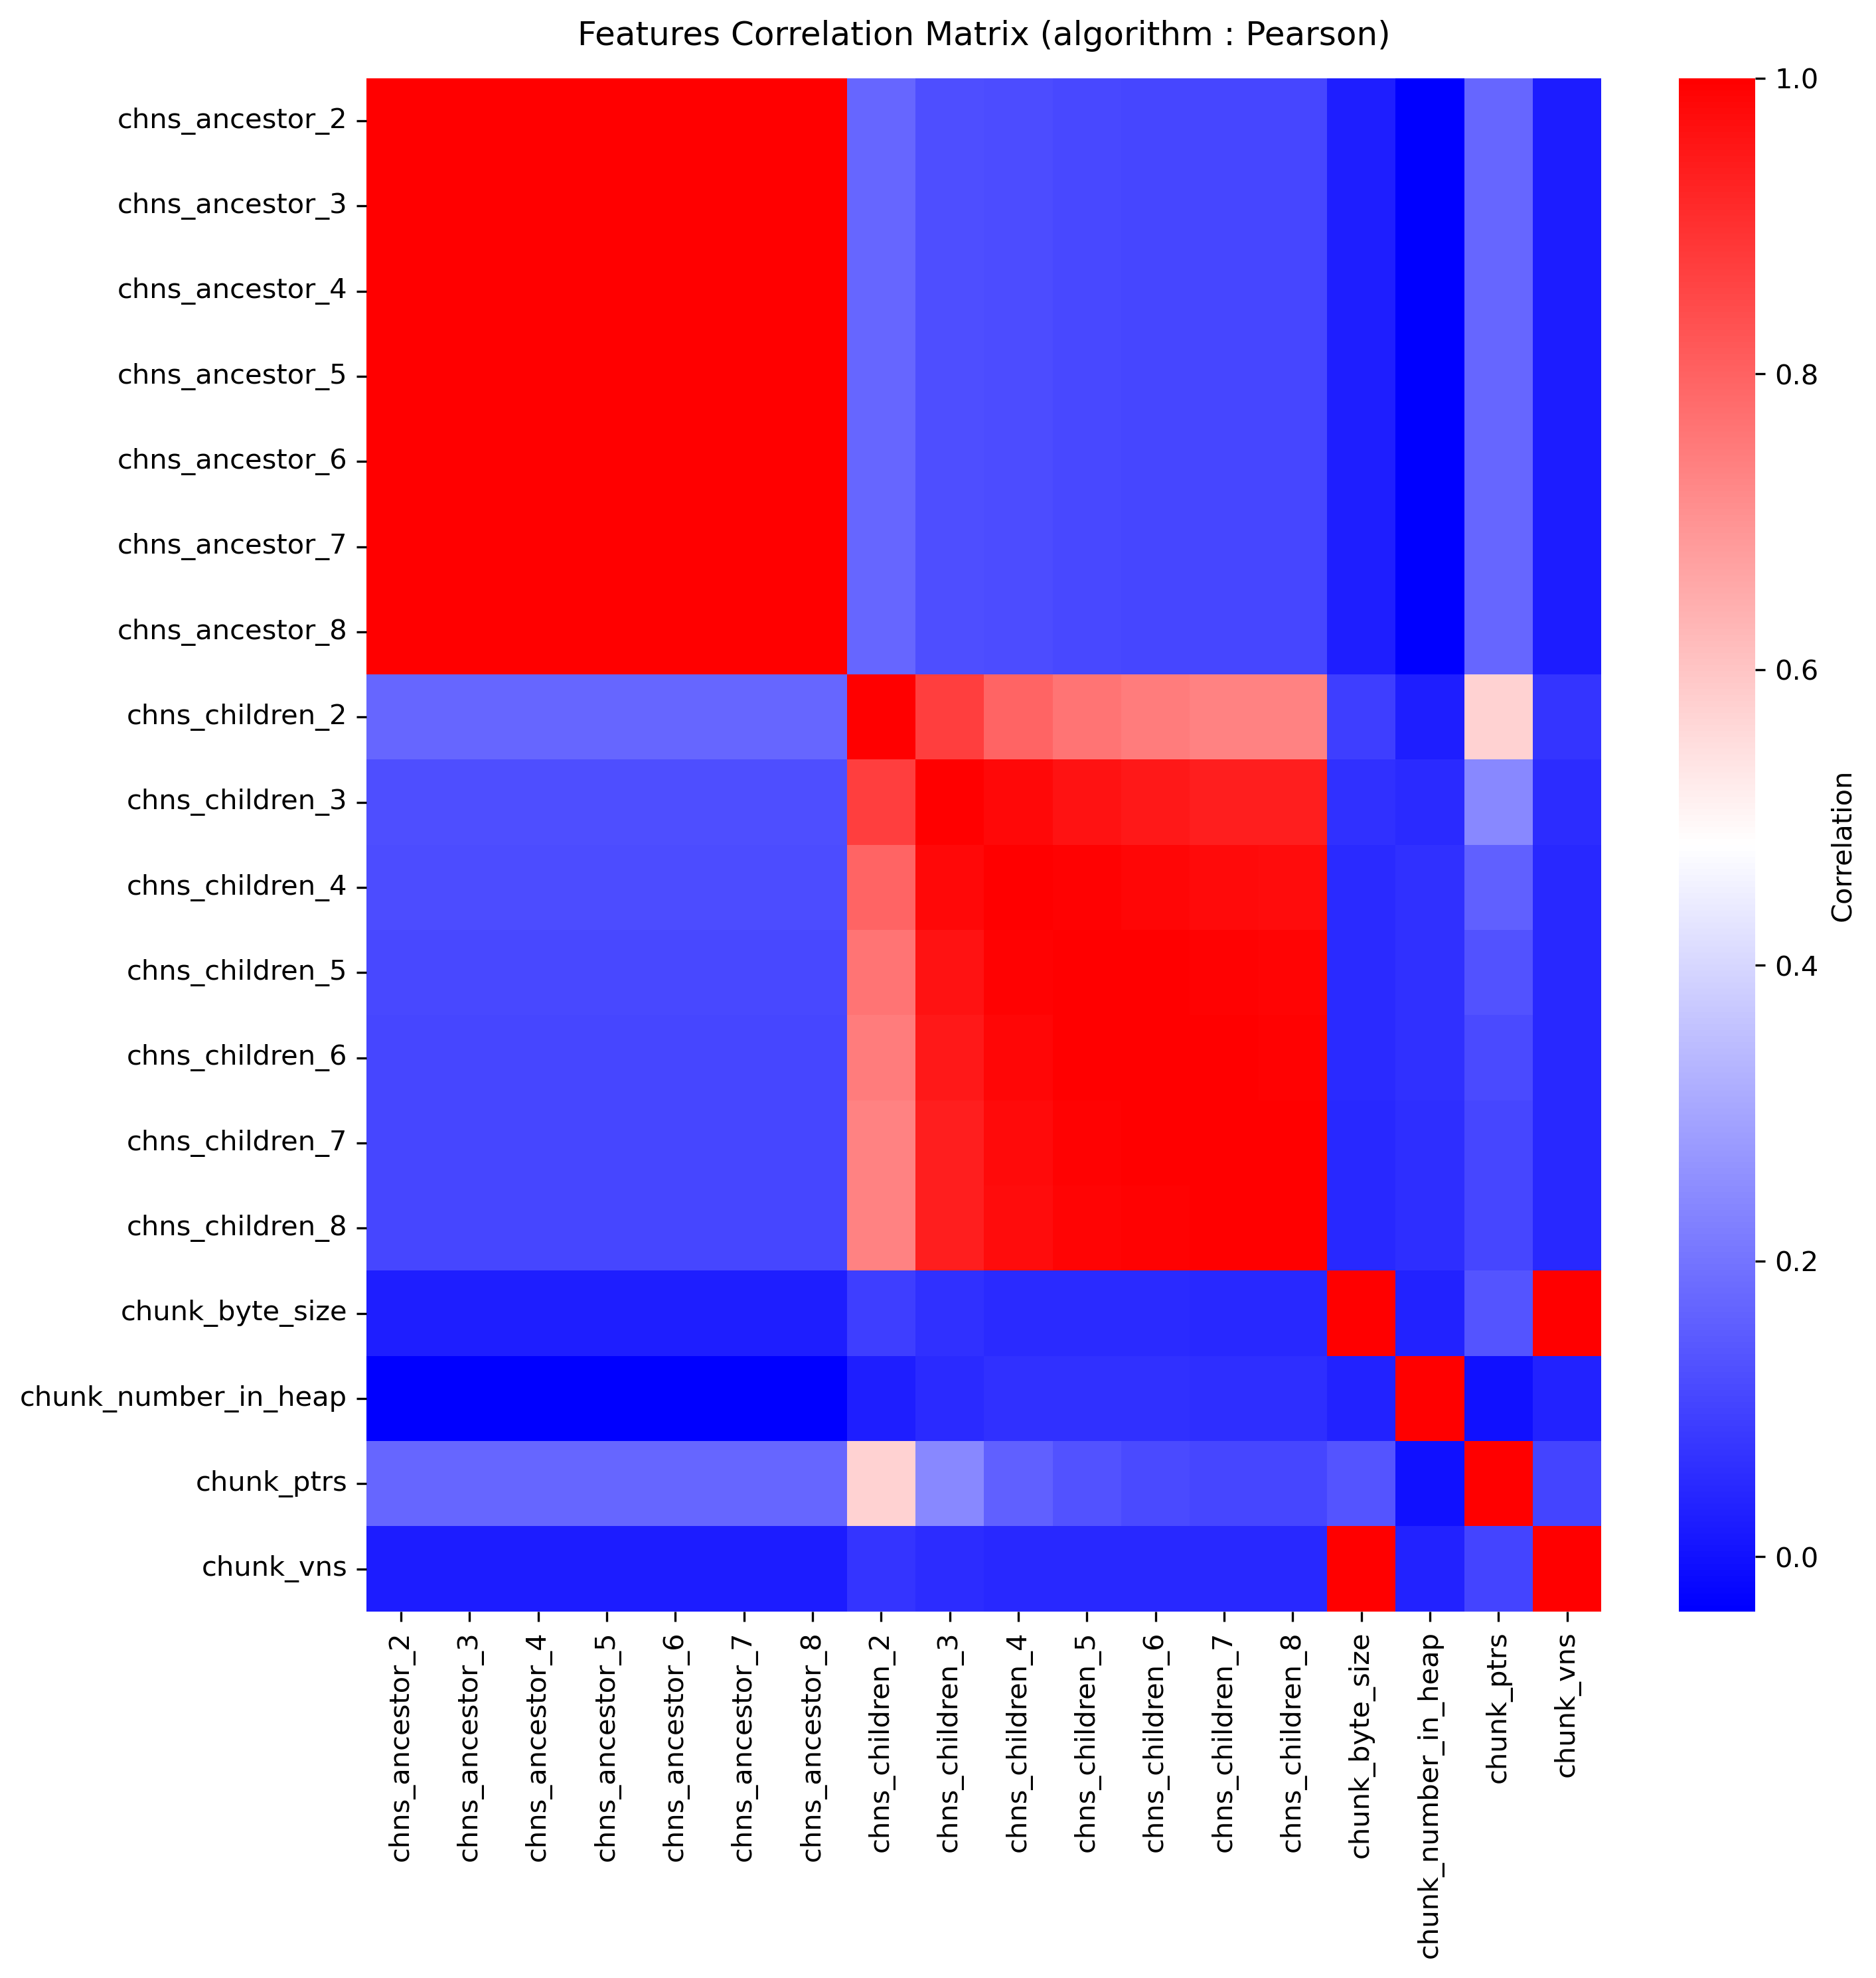 Features Correlation Matrix (algorithm : Pearson)
chns_ancestor_2
chns_ancestor_3
chns_ancestor_4
chns_ancestor_5
chns_ancestor_6
chns_ancestor_7
chns_ancestor_8
chns_children_2
chns_children_3
chns_children_4
chns_children_5
chns_children_6
chns_children_7
chns_children_8
chunk_byte_size
chunk_number_in_heap
chunk_ptrs
chunk_vns
chns_ancestor_2
chns_ancestor_3
chns_ancestor_4
chns_ancestor_5
chns_ancestor_6
chns_ancestor_7
chns_ancestor_8
chns_children_2
chns_children_3
chns_children_4
chns_children_5
chns_children_6
chns_children_7
chns_children_8
chunk_byte_size
chunk_number_in_heap
chunk_ptrs
chunk_vns
1.0
0.8
0.6
0.4
0.2
0.0
Correlation